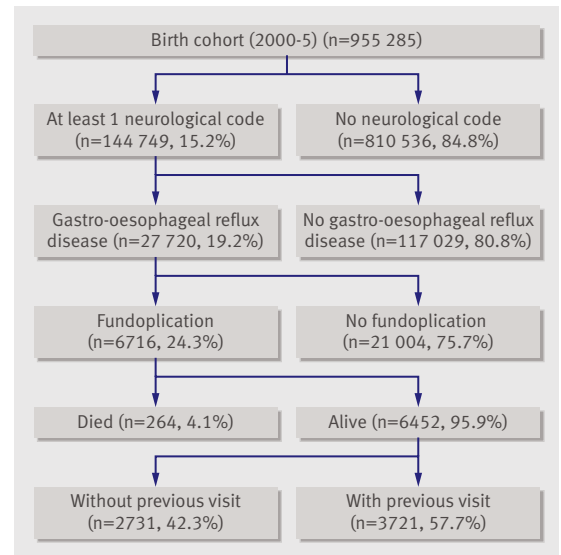 Birth cohort (2000-5) (n=955 285)
At least 1 neurological code
(n=144 749, 15.2%)
No neurological code
(n=810 536, 84.8%)
Gastro-oesophageal reflux
disease (n=27 720, 19.2%)
No gastro-oesophageal reflux
disease (n=117 029, 80.8%)
Fundoplication
(n=6716, 24.3%)
No fundoplication
(n=21 004, 75.7%)
Died (n=264, 4.1%)
Alive (n=6452, 95.9%)
Without previous visit
(n=2731, 42.3%)
With previous visit
(n=3721, 57.7%)